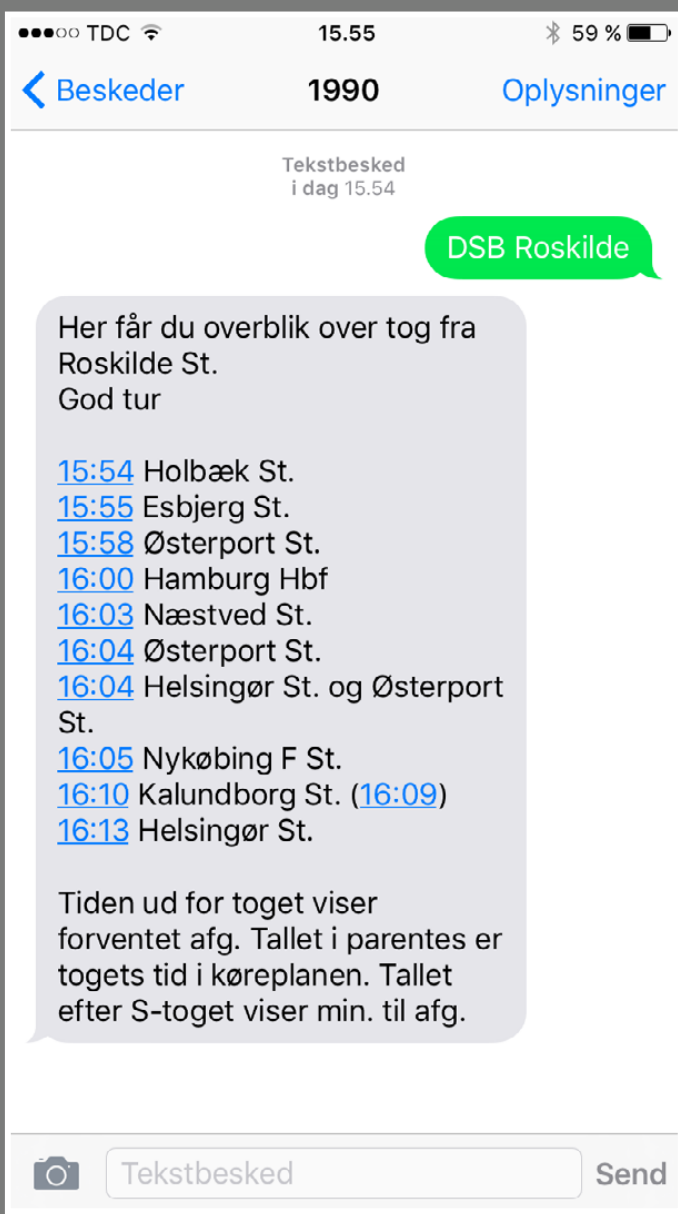 TDC 15.55 59 %
Beskeder 1990 Oplysninger
Tekstbesked
i dag 15.54
DSB Roskilde
Her får du overblik over tog fra
Roskilde St.
God tur
15:54 Holbæk St.
15:55 Esbjerg St.
15:58 Østerport St.
16:00 Hamburg Hbf
16:03 Næstved St.
16:04 Østerport St.
16:04 Helsingør St. og Østerport
St.
16:05 Nykøbing F St.
16:10 Kalundborg St. (16:09)
16:13 Helsingør St.
Tiden ud for toget viser
forventet afg. Tallet i parentes er
togets tid i køreplanen. Tallet
efter S-toget viser min. til afg.
Tekstbesked Send